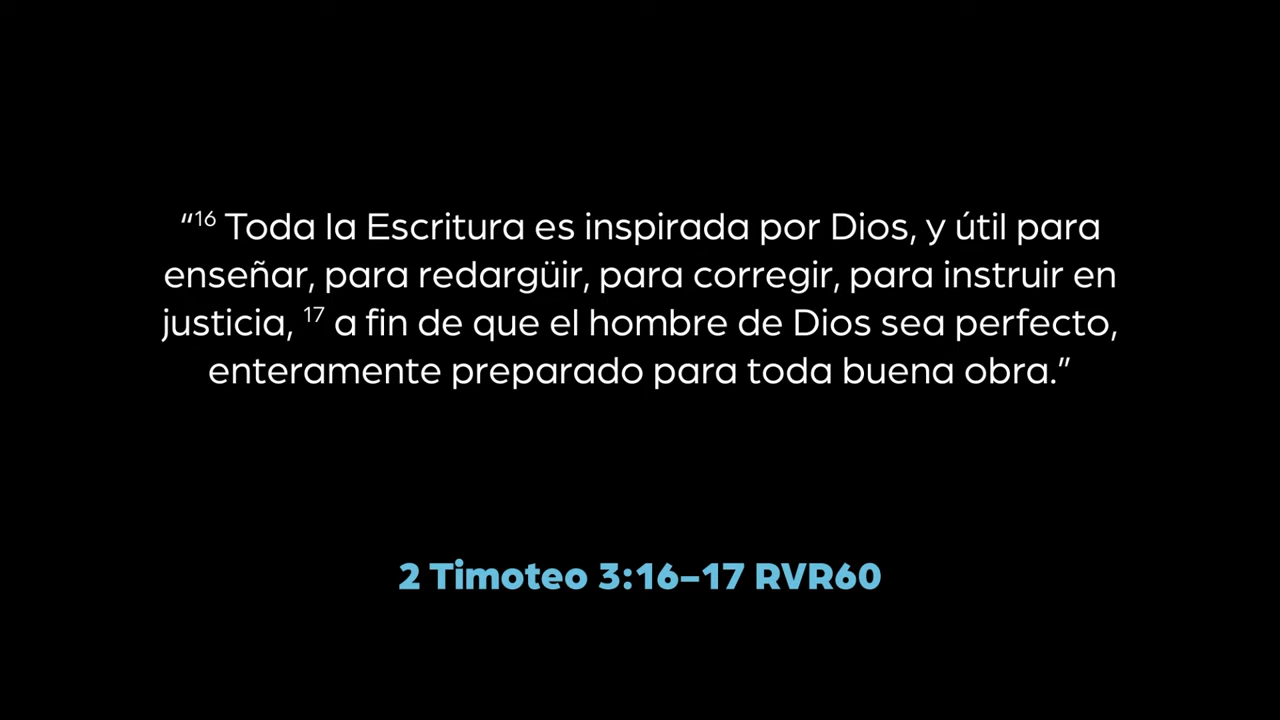 “¹⁶ Toda la Escritura es inspirada por Dios, y útil para
enseñar, para redargüir, para corregir, para instruir en
justicia, ¹⁷ a fin de que el hombre de Dios sea perfecto,
enteramente preparado para toda buena obra.”
2 Timoteo 3:16–17 RVR60